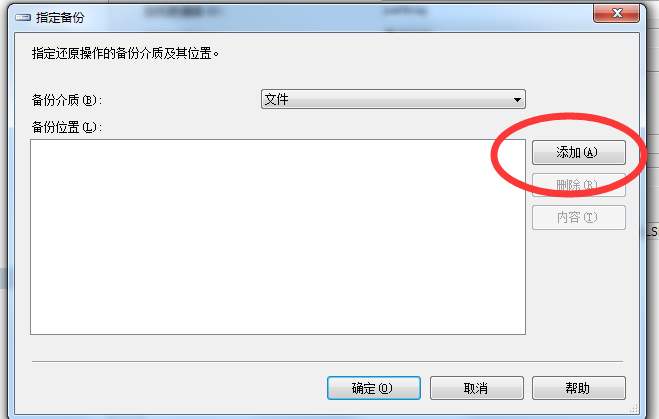 指定备份
指定还原操作的备份介质及其位置。
备份介质(B):
文件
备份位置(L):
添加(A)
删除(R)
内容(T)
确定(O)
取消
帮助